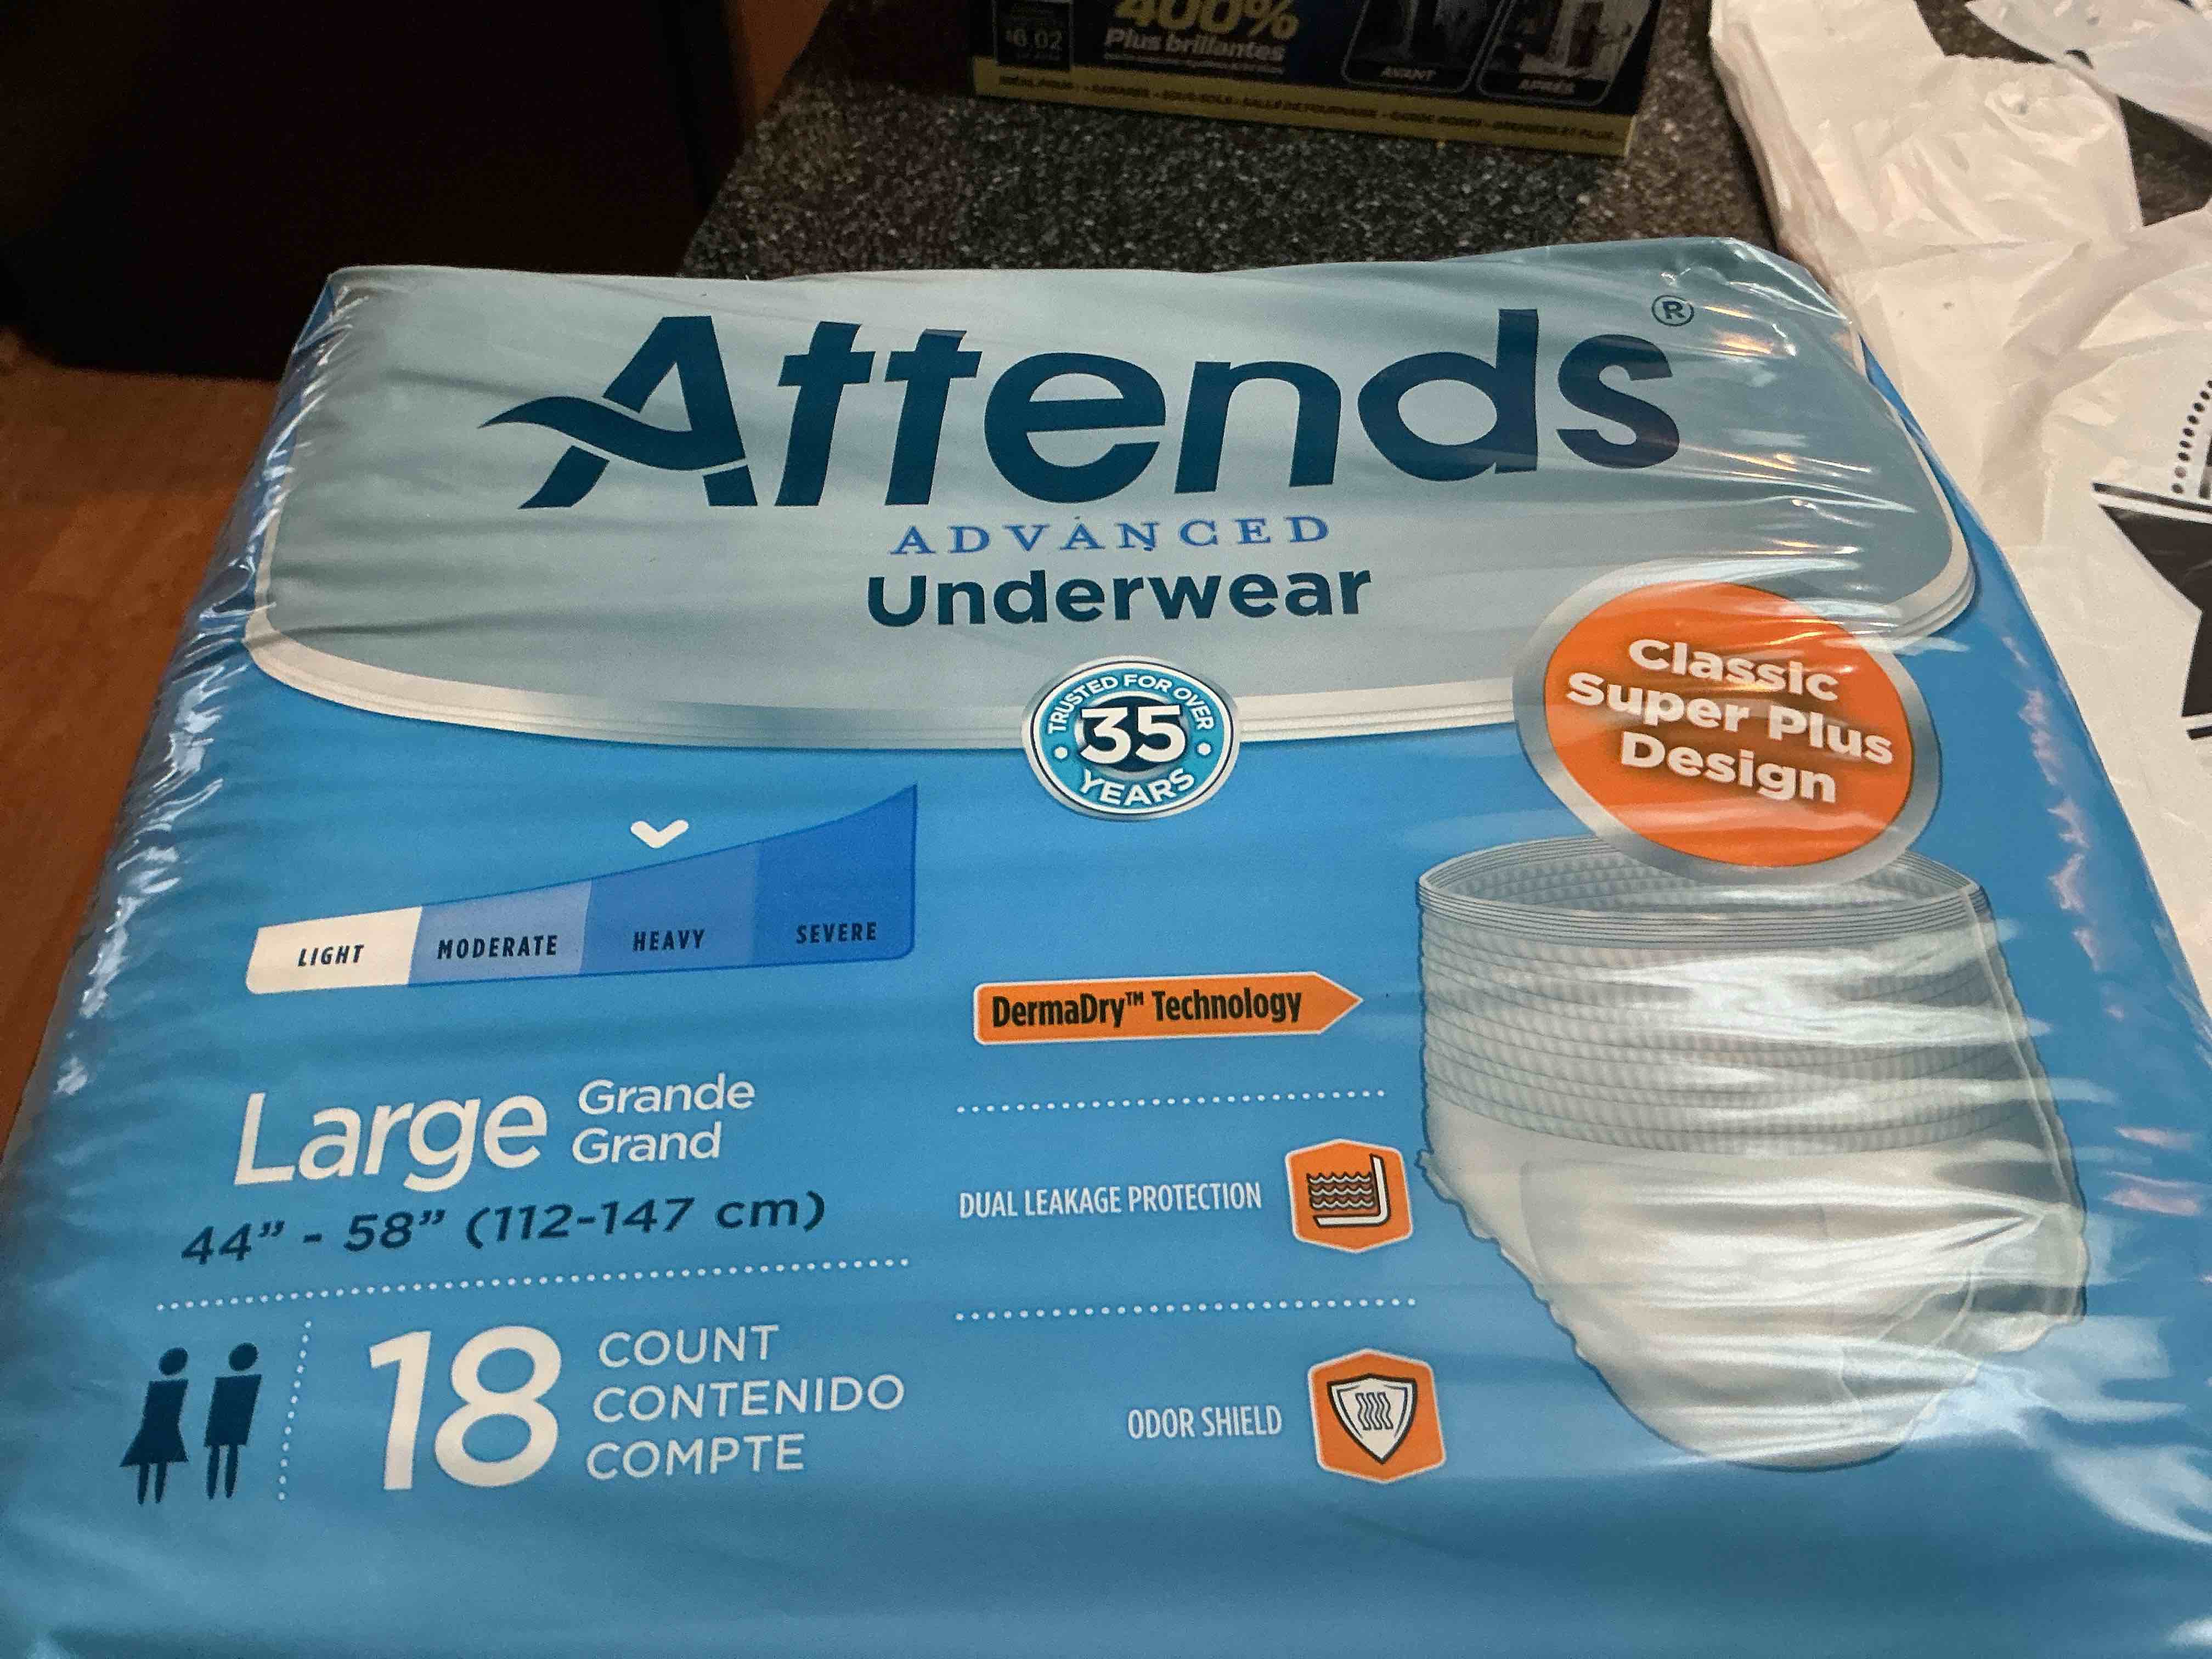 400%
Plus brillantes
AVANT
APRÈS
Attends®
ADVANCED
Underwear
TRUSTED FOR OVER
35
YEARS
Classic
Super Plus
Design
LIGHT
MODERATE
HEAVY
SEVERE
DermaDry™ Technology
Large
Grande
Grand
44” - 58” (112-147 cm)
DUAL LEAKAGE PROTECTION
18
COUNT
CONTENIDO
COMPTE
ODOR SHIELD